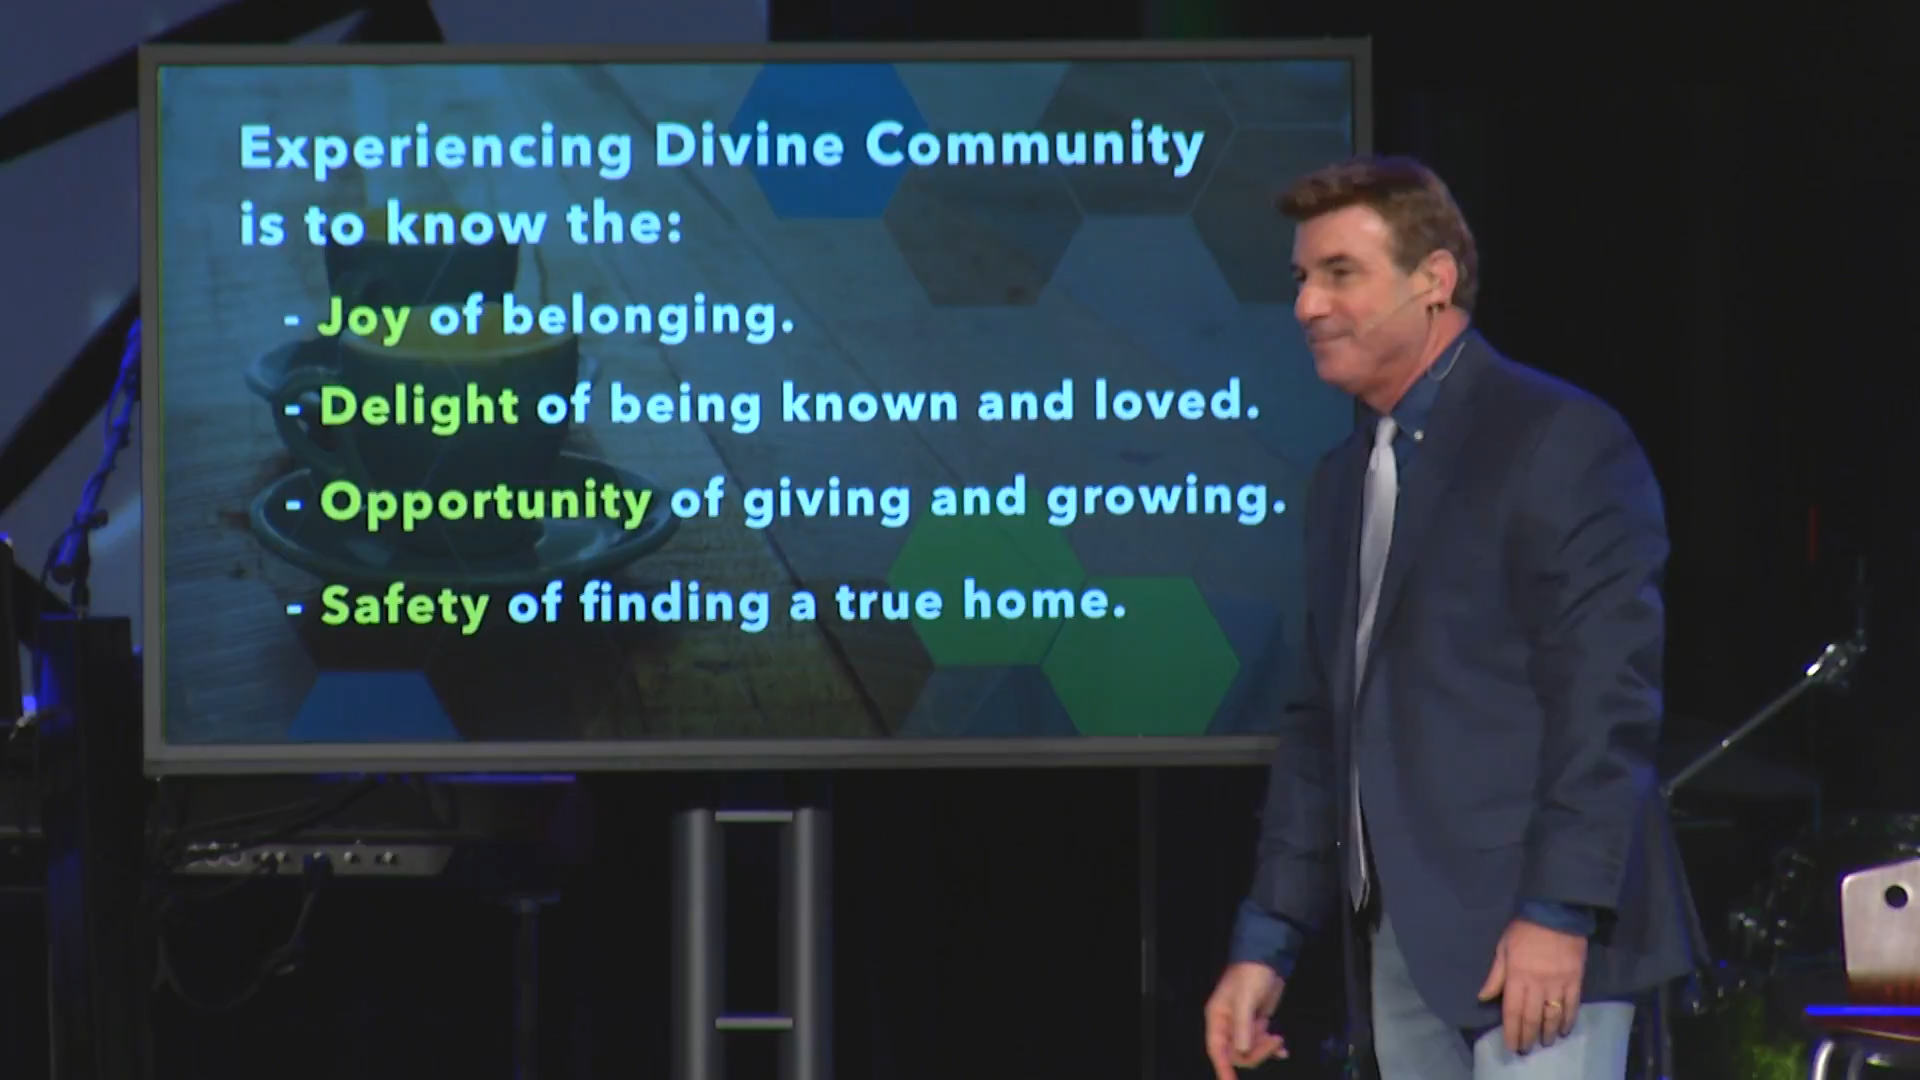 Experiencing Divine Community
is to know the:
- Joy of belonging.
- Delight of being known and loved.
- Opportunity of giving and growing.
- Safety of finding a true home.